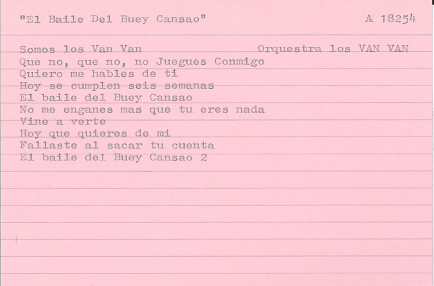 "El Baile Del Buey Cansao" A 18254
Somos los Van Van Orquestra los VAN VAN
Que no, que no, no Juegues Conmigo
Quiero me hables de ti
Hoy se cumplen seis semanas
El baile del Buey Cansao
No me enganes mas que tu eres nada
Vine a verte
Hoy que quieres de mi
Fallaste al sacar tu cuenta
El baile del Buey Cansao 2